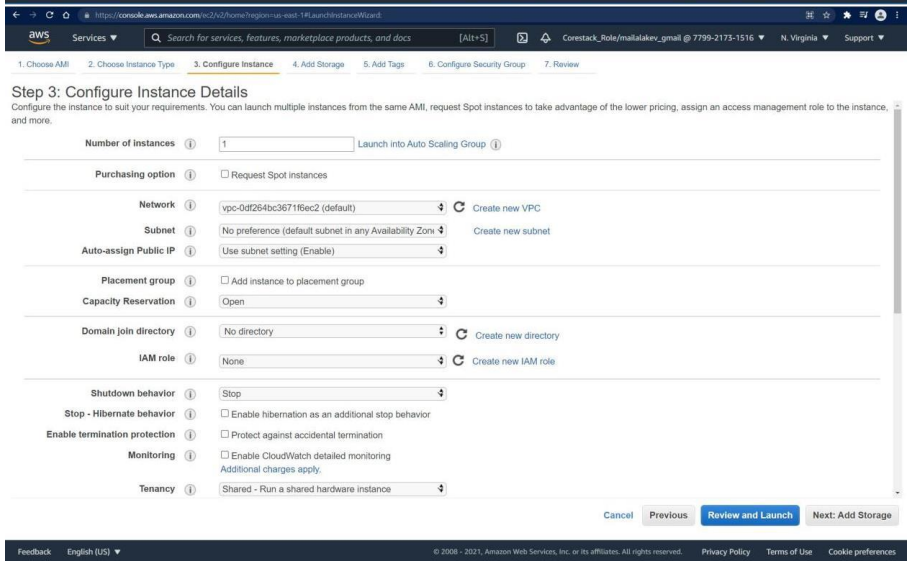 https://console.aws.amazon.com/ec2/v2/home?region=us-east-1#LaunchInstanceWizard:
aws Services ▼ Search for services, features, marketplace products, and docs [Alt+S] Corestack_Role/mailalakev_gmail @ 7799-2173-1516 ▼ N. Virginia ▼ Support ▼
1. Choose AMI 2. Choose Instance Type 3. Configure Instance 4. Add Storage 5. Add Tags 6. Configure Security Group 7. Review
Step 3: Configure Instance Details
Configure the instance to suit your requirements. You can launch multiple instances from the same AMI, request Spot instances to take advantage of the lower pricing, assign an access management role to the instance,
and more.
Number of instances 1 Launch into Auto Scaling Group
Purchasing option Request Spot instances
Network vpc-0df264bc3671f6ec2 (default) Create new VPC
Subnet No preference (default subnet in any Availability Zone Create new subnet
Auto-assign Public IP Use subnet setting (Enable)
Placement group Add instance to placement group
Capacity Reservation Open
Domain join directory No directory Create new directory
IAM role None Create new IAM role
Shutdown behavior Stop
Stop - Hibernate behavior Enable hibernation as an additional stop behavior
Enable termination protection Protect against accidental termination
Monitoring Enable CloudWatch detailed monitoring
Additional charges apply.
Tenancy Shared - Run a shared hardware instance
Cancel Previous Review and Launch Next: Add Storage
Feedback English (US) ▼ © 2008 - 2021, Amazon Web Services, Inc. or its affiliates. All rights reserved. Privacy Policy Terms of Use Cookie preferences